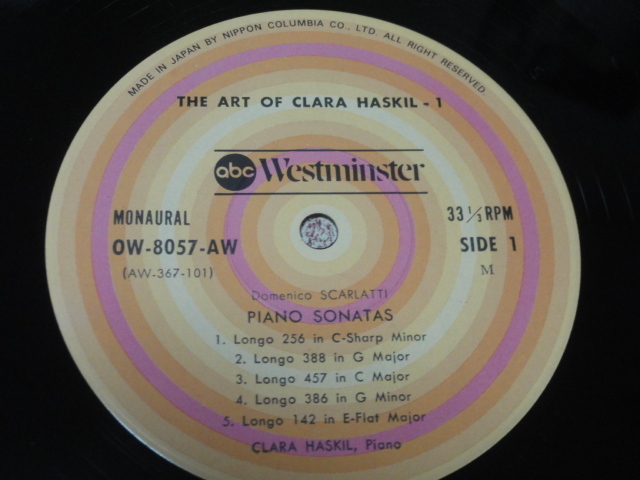 MADE IN JAPAN BY NIPPON COLUMBIA CO., LTD. ALL RIGHT RESERVED.
THE ART OF CLARA HASKIL - 1
abc Westminster
MONAURAL
33 1/3 RPM
OW-8057-AW
SIDE 1
(AW-367-101)
M
Domenico SCARLATTI
PIANO SONATAS
1. Longo 256 in C-Sharp Minor
2. Longo 388 in G Major
3. Longo 457 in C Major
4. Longo 386 in G Minor
5. Longo 142 in E-Flat Major
CLARA HASKIL, Piano